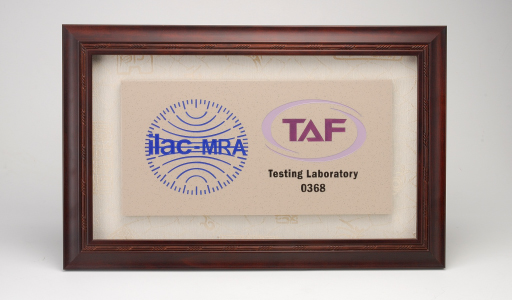 ilac-MRA
TAF
Testing Laboratory
0368